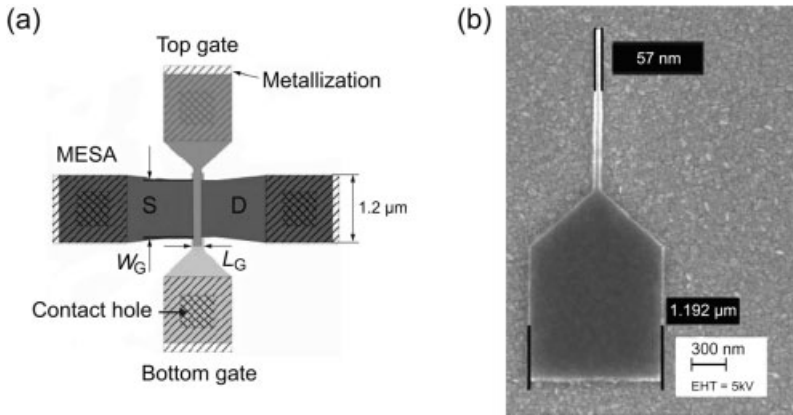 (a)
Top gate
Metallization
MESA
S
D
1.2 µm
W_G
L_G
Contact hole
Bottom gate
(b)
57 nm
1.192 µm
300 nm
EHT = 5kV